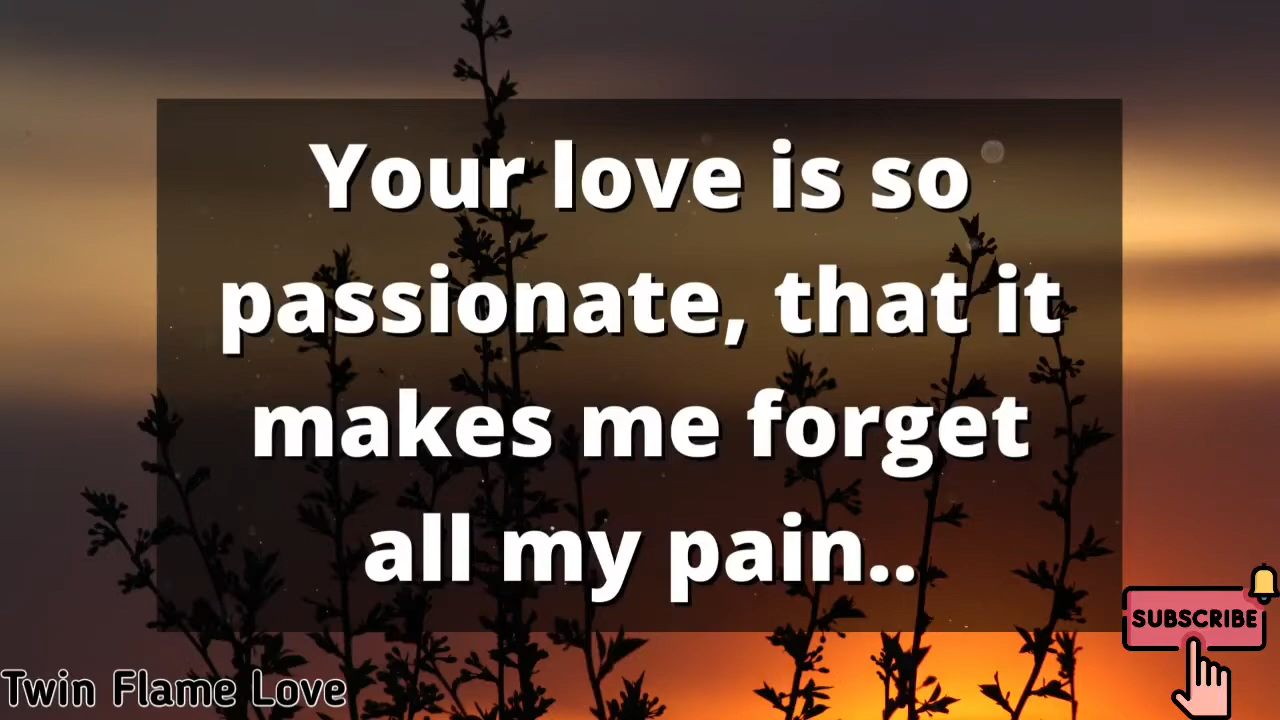 Your love is so
passionate, that it
makes me forget
all my pain..
SUBSCRIBE
Twin Flame Love